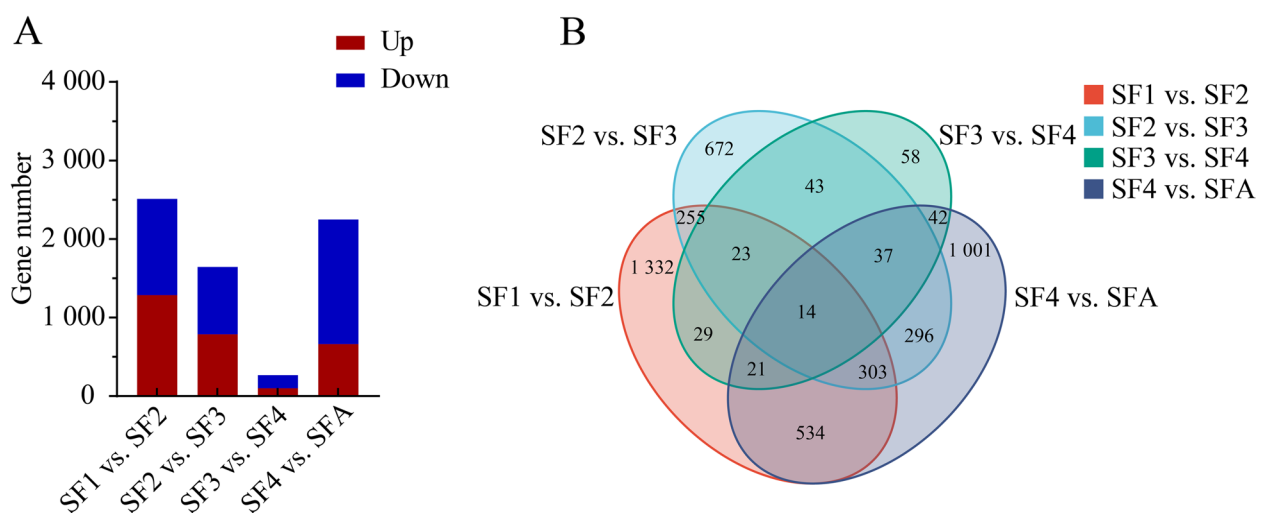 A
Up
Down
Gene number
4 000
3 000
2 000
1 000
0
SF1 vs. SF2
SF2 vs. SF3
SF3 vs. SF4
SF4 vs. SFA
B
SF1 vs. SF2
SF2 vs. SF3
SF3 vs. SF4
SF4 vs. SFA
SF2 vs. SF3
SF3 vs. SF4
SF1 vs. SF2
SF4 vs. SFA
672
58
43
255
42
1 332
23
37
1 001
14
29
296
21
303
534